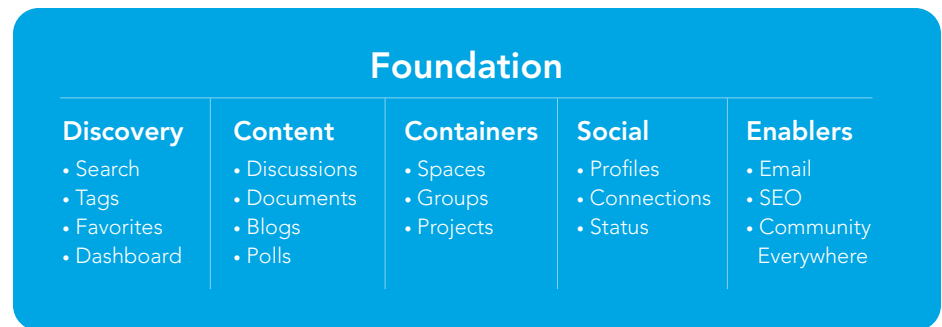 Foundation
Discovery
• Search
• Tags
• Favorites
• Dashboard
Content
• Discussions
• Documents
• Blogs
• Polls
Containers
• Spaces
• Groups
• Projects
Social
• Profiles
• Connections
• Status
Enablers
• Email
• SEO
• Community
Everywhere